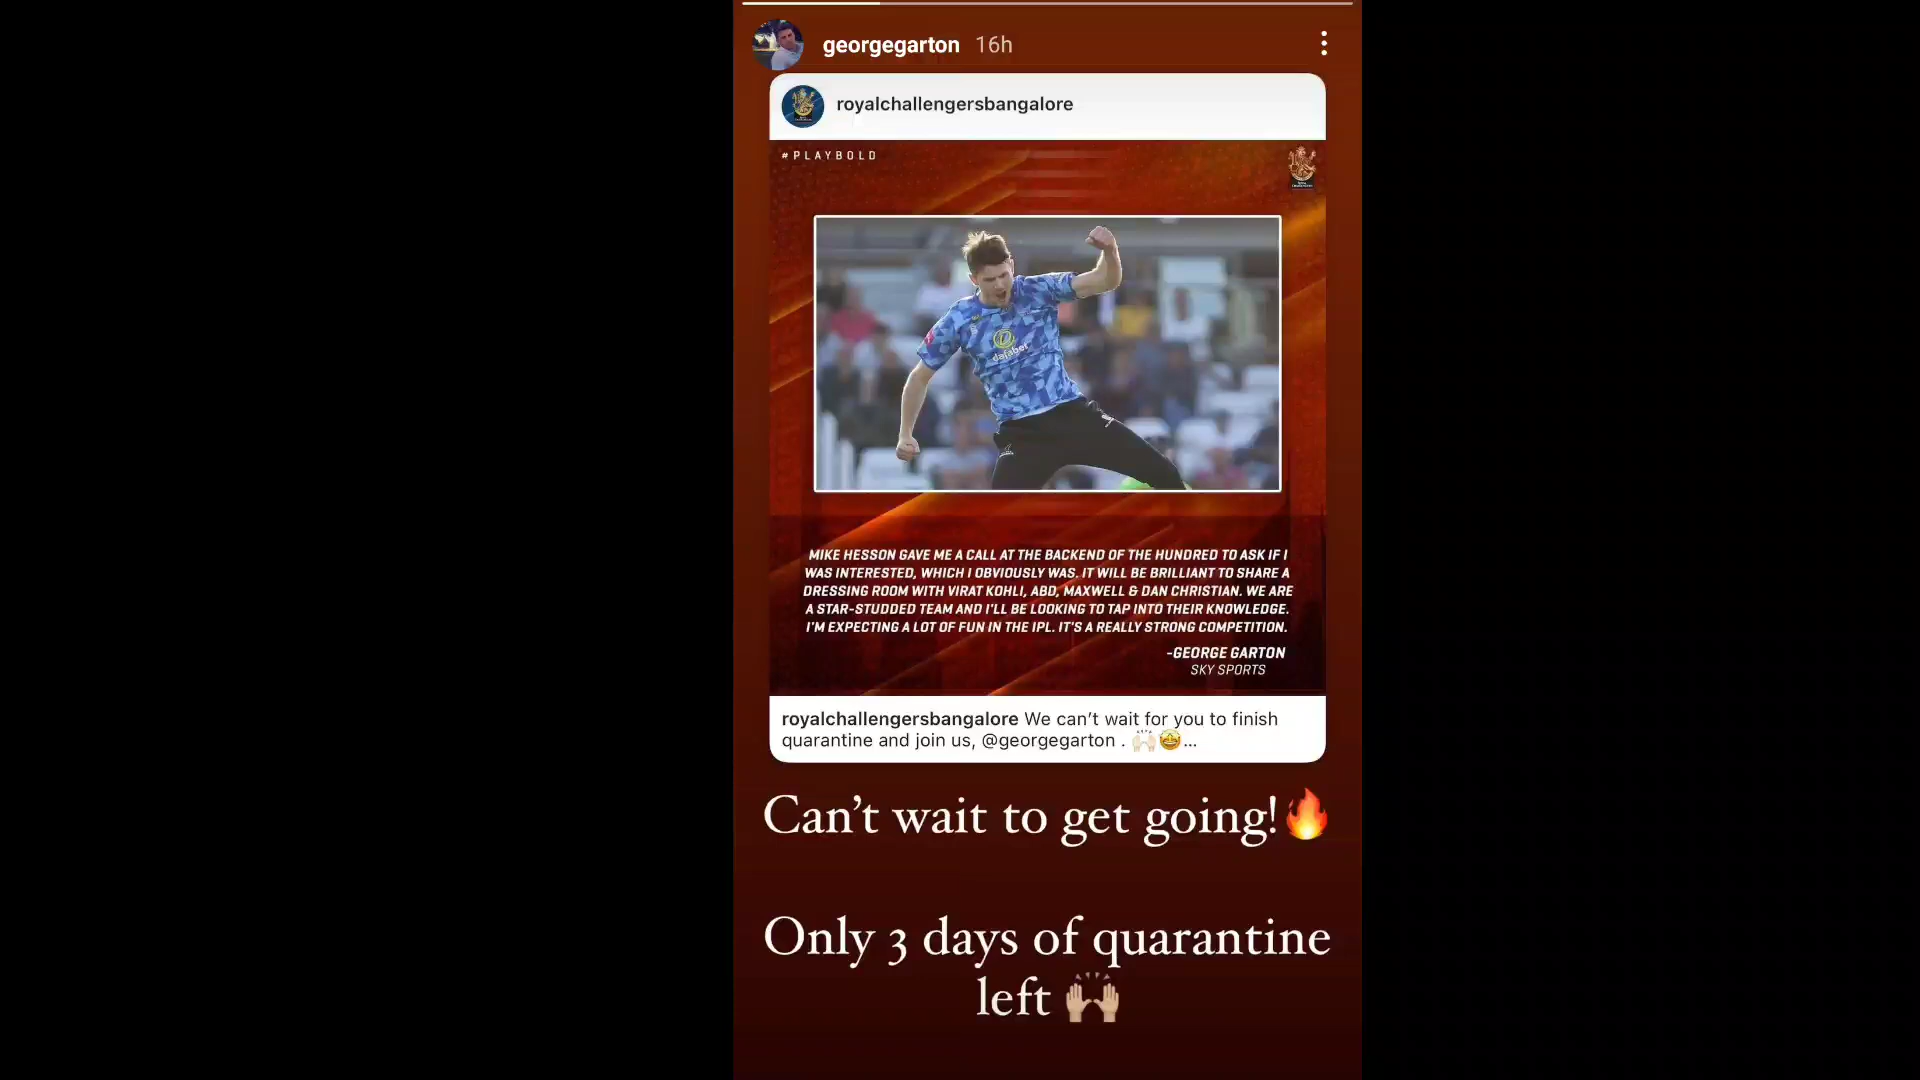 georgegarton 16h
royalchallengersbangalore
#PLAYBOLD
dafabet
MIKE HESSON GAVE ME A CALL AT THE BACKEND OF THE HUNDRED TO ASK IF I
WAS INTERESTED, WHICH I OBVIOUSLY WAS. IT WILL BE BRILLIANT TO SHARE A
DRESSING ROOM WITH VIRAT KOHLI, ABD, MAXWELL & DAN CHRISTIAN. WE ARE
A STAR-STUDDED TEAM AND I'LL BE LOOKING TO TAP INTO THEIR KNOWLEDGE.
I'M EXPECTING A LOT OF FUN IN THE IPL. IT'S A REALLY STRONG COMPETITION.
-GEORGE GARTON
SKY SPORTS
royalchallengersbangalore We can’t wait for you to finish
quarantine and join us, @georgegarton . 🙌🏻🤩...
Can’t wait to get going!🔥
Only 3 days of quarantine
left 🙌🏼